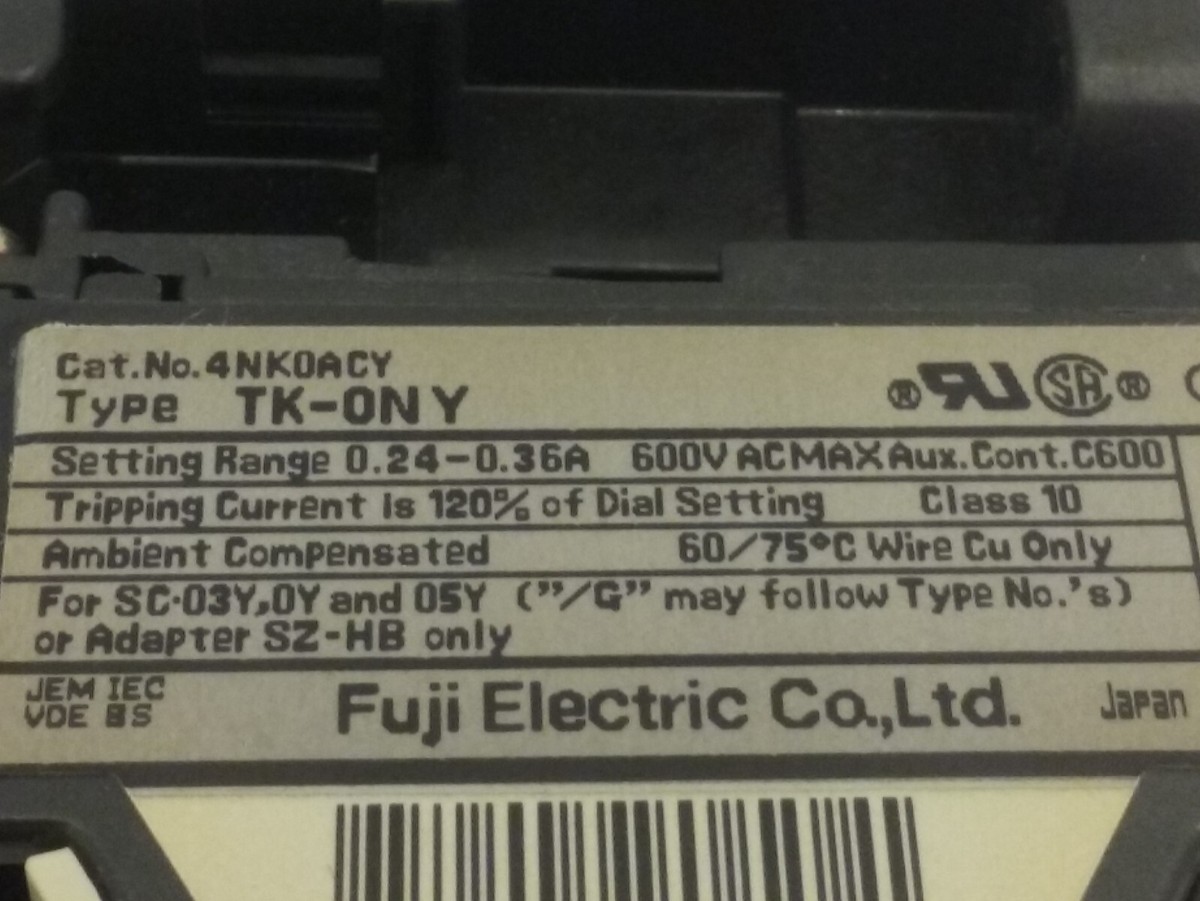 Cat.No.4NK0ACY
Type TK-0NY
Setting Range 0.24-0.36A 600V AC MAX Aux.Cont.C600
Tripping Current is 120% of Dial Setting Class 10
Ambient Compensated 60/75°C Wire Cu Only
For SC-03Y,0Y and 05Y ("/G" may follow Type No.'s)
or Adapter SZ-HB only
JEM IEC
VDE BS
Fuji Electric Co.,Ltd.
Japan